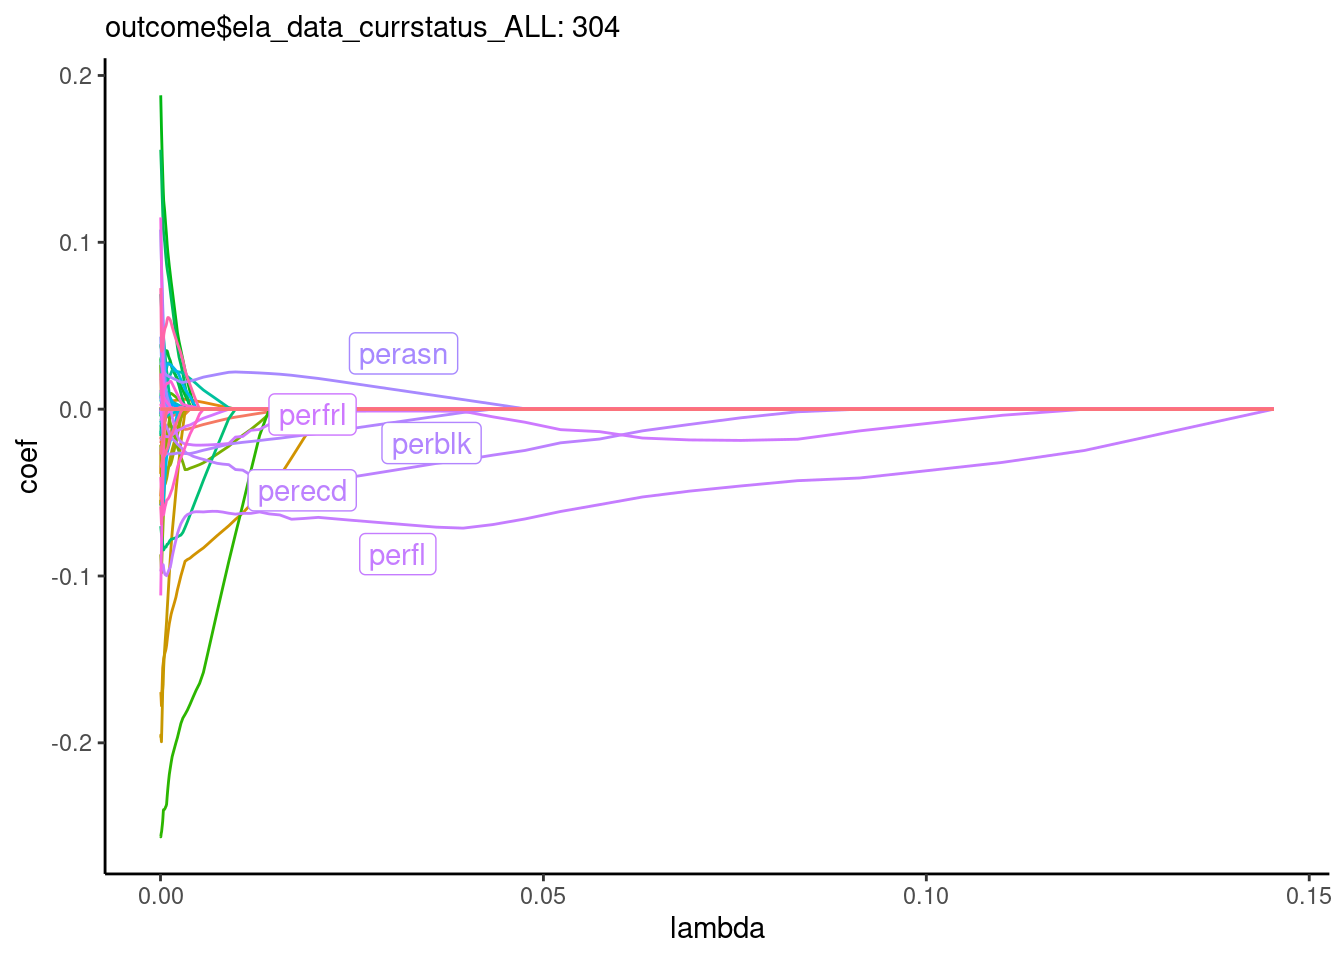 outcome$ela_data_currstatus_ALL: 304
0.2
0.1
0.0
-0.1
-0.2
coef
perasn
perfrl
perblk
perecd
perfl
0.00
0.05
0.10
0.15
lambda